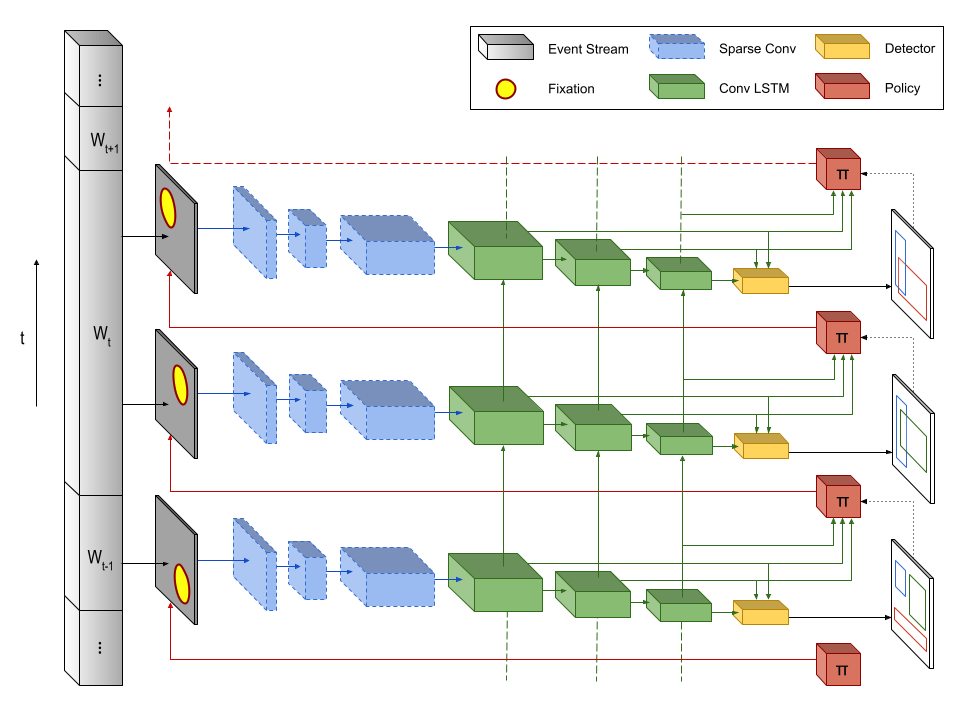 Event Stream
Sparse Conv
Detector
Fixation
Conv LSTM
Policy
⋮
W_{t+1}
π
W_t
t
π
π
W_{t-1}
⋮
π